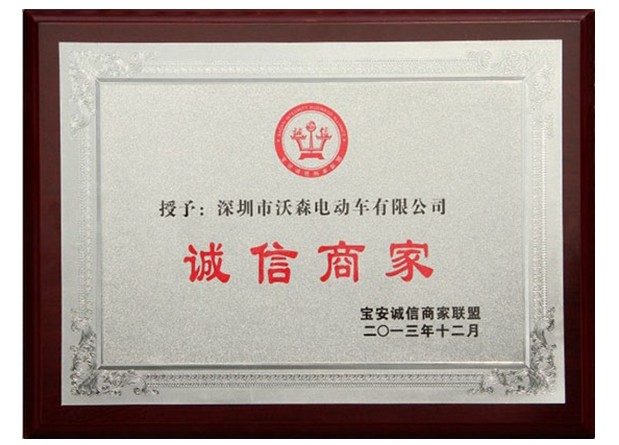 授予：深圳市沃森电动车有限公司
诚信商家
宝安诚信商家联盟
二〇一三年十二月